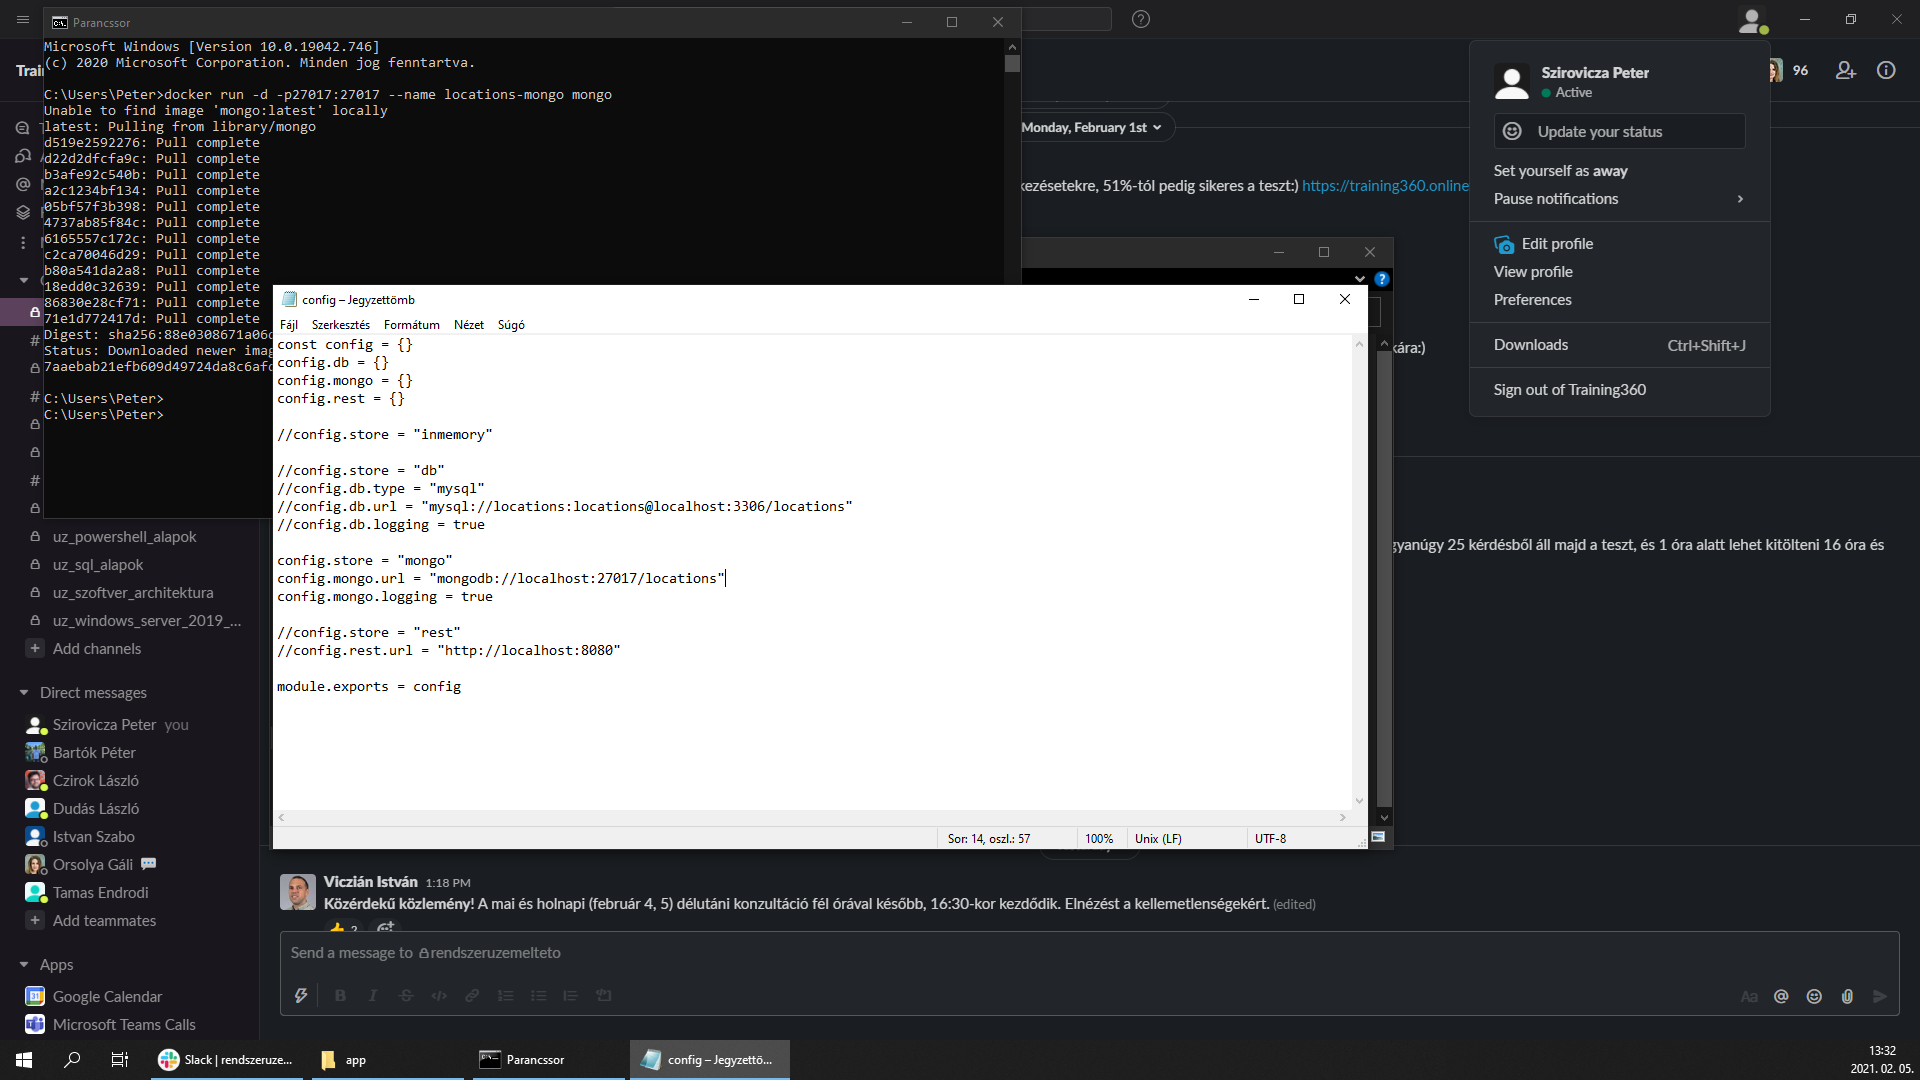 Parancssor
Microsoft Windows [Version 10.0.19042.746]
(c) 2020 Microsoft Corporation. Minden jog fenntartva.
C:\Users\Peter>docker run -d -p27017:27017 --name locations-mongo mongo
Unable to find image 'mongo:latest' locally
latest: Pulling from library/mongo
d519e2592276: Pull complete
d22d2dfcfa9c: Pull complete
b3afe92c540b: Pull complete
a2c1234bf134: Pull complete
05bf57f3b398: Pull complete
4737ab85f84c: Pull complete
6165557c172c: Pull complete
c2ca70046d29: Pull complete
b80a541da2a8: Pull complete
18edd0c32639: Pull complete
86830e28cf71: Pull complete
71e1d772417d: Pull complete
Digest: sha256:88e0308671a06c
Status: Downloaded newer imag
7aaebab21efb609d49724da8c6afc
C:\Users\Peter>
C:\Users\Peter>
config – Jegyzettömb
Fájl Szerkesztés Formátum Nézet Súgó
const config = {}
config.db = {}
config.mongo = {}
config.rest = {}
//config.store = "inmemory"
//config.store = "db"
//config.db.type = "mysql"
//config.db.url = "mysql://locations:locations@localhost:3306/locations"
//config.db.logging = true
config.store = "mongo"
config.mongo.url = "mongodb://localhost:27017/locations"
config.mongo.logging = true
//config.store = "rest"
//config.rest.url = "http://localhost:8080"
module.exports = config
Sor: 14, oszl.: 57 100% Unix (LF) UTF-8
Trai
Monday, February 1st
kezésetekre, 51%-tól pedig sikeres a teszt:) https://training360.online
kára:)
gyanúgy 25 kérdésből áll majd a teszt, és 1 óra alatt lehet kitölteni 16 óra és
96
Szirovicza Peter
Active
Update your status
Set yourself as away
Pause notifications
Edit profile
View profile
Preferences
Downloads Ctrl+Shift+J
Sign out of Training360
uz_powershell_alapok
uz_sql_alapok
uz_szoftver_architektura
uz_windows_server_2019_...
Add channels
Direct messages
Szirovicza Peter you
Bartók Péter
Czirok László
Dudás László
Istvan Szabo
Orsolya Gáli
Tamas Endrodi
Add teammates
Apps
Google Calendar
Microsoft Teams Calls
Viczián István 1:18 PM
Közérdekű közlemény! A mai és holnapi (február 4, 5) délutáni konzultáció fél órával később, 16:30-kor kezdődik. Elnézést a kellemetlenségekért. (edited)
2
Send a message to rendszeruzemelteto
Slack | rendszeruze...
app
Parancssor
config – Jegyzettö...
13:32
2021. 02. 05.